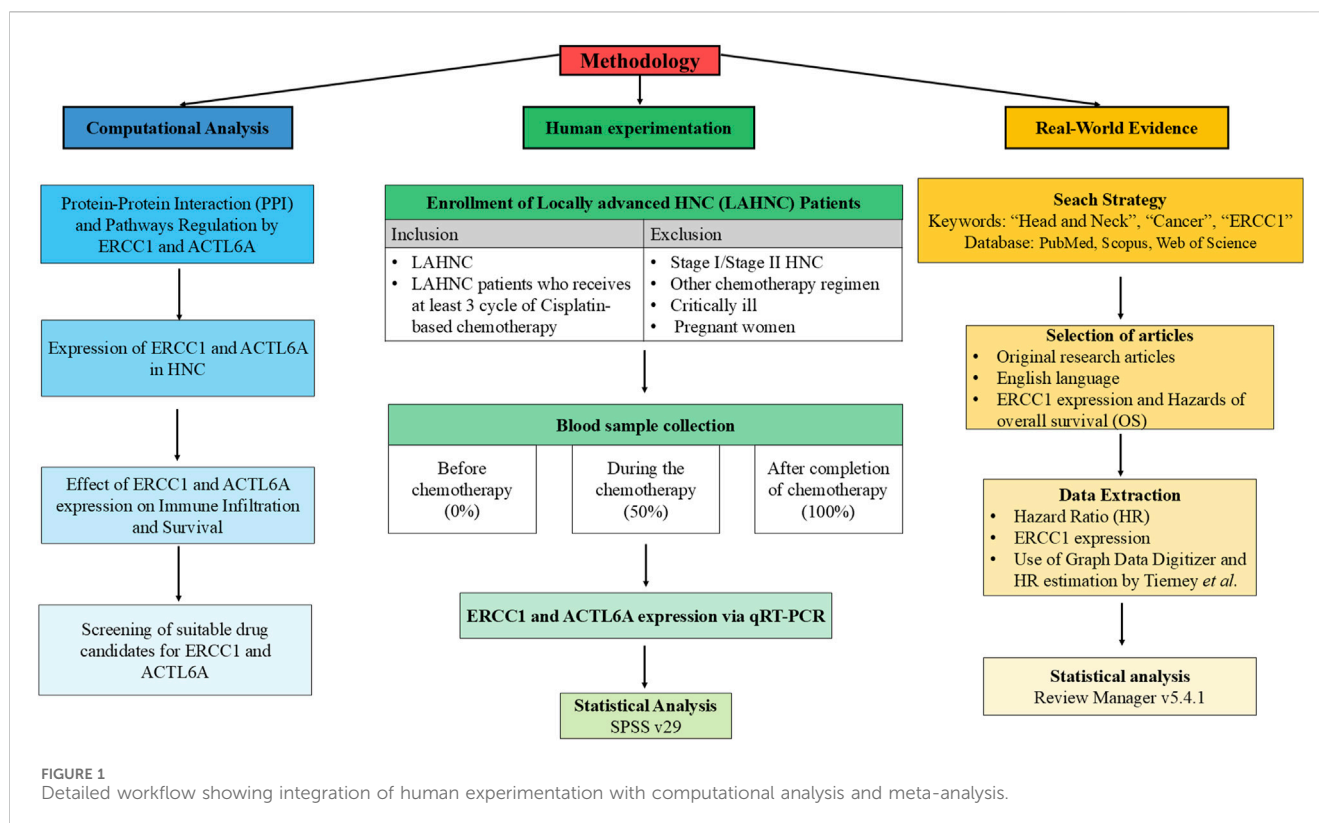 Methodology
Computational Analysis
Protein-Protein Interaction (PPI)
and Pathways Regulation by
ERCC1 and ACTL6A
Expression of ERCC1 and ACTL6A
in HNC
Effect of ERCC1 and ACTL6A
expression on Immune Infiltration
and Survival
Screening of suitable drug
candidates for ERCC1 and
ACTL6A
Human experimentation
Enrollment of Locally advanced HNC (LAHNC) Patients
Inclusion
• LAHNC
• LAHNC patients who receives
at least 3 cycle of Cisplatin-
based chemotherapy
Exclusion
• Stage I/Stage II HNC
• Other chemotherapy regimen
• Critically ill
• Pregnant women
Blood sample collection
Before
chemotherapy
(0%)
During the
chemotherapy
(50%)
After completion
of chemotherapy
(100%)
ERCC1 and ACTL6A expression via qRT-PCR
Statistical Analysis
SPSS v29
Real-World Evidence
Seach Strategy
Keywords: “Head and Neck”, “Cancer”, “ERCC1”
Database: PubMed, Scopus, Web of Science
Selection of articles
• Original research articles
• English language
• ERCC1 expression and Hazards of
overall survival (OS)
Data Extraction
• Hazard Ratio (HR)
• ERCC1 expression
• Use of Graph Data Digitizer and
HR estimation by Tierney et al.
Statistical analysis
Review Manager v5.4.1
FIGURE 1
Detailed workflow showing integration of human experimentation with computational analysis and meta-analysis.